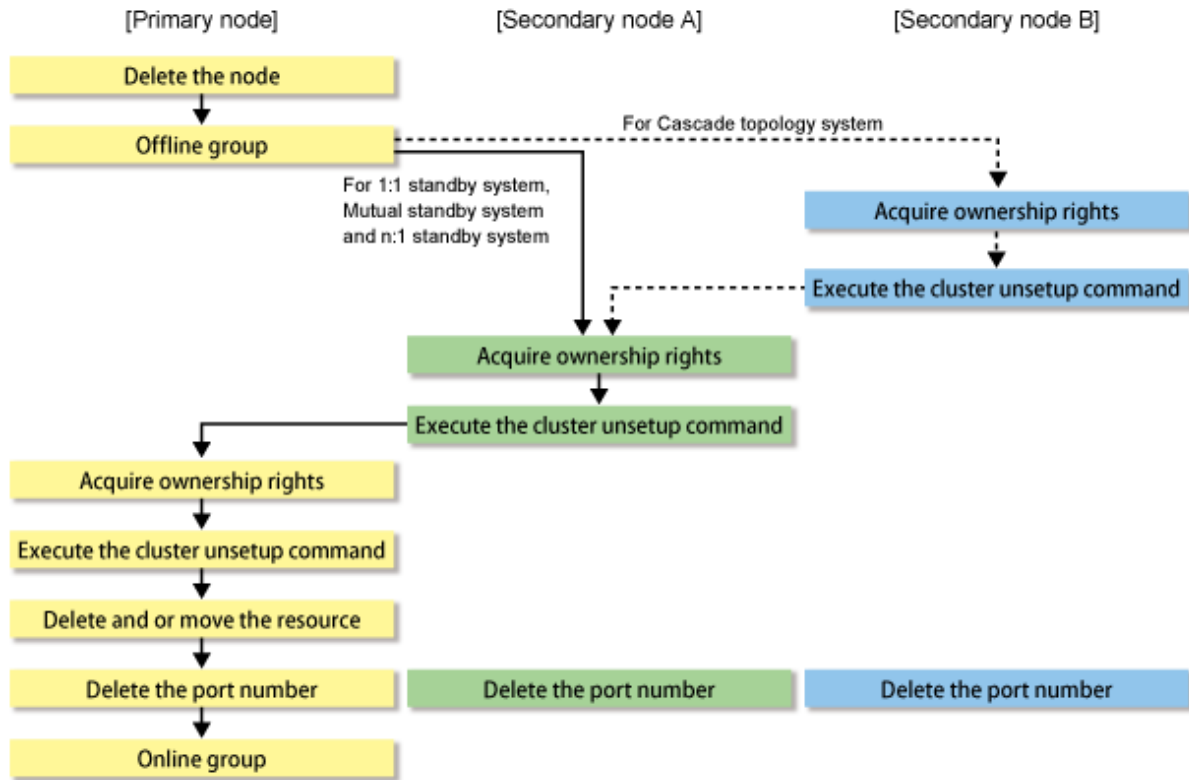 [Primary node]
[Secondary node A]
[Secondary node B]
Delete the node
Offline group
For Cascade topology system
For 1:1 standby system,
Mutual standby system
and n:1 standby system
Acquire ownership rights
Execute the cluster unsetup command
Acquire ownership rights
Execute the cluster unsetup command
Acquire ownership rights
Execute the cluster unsetup command
Delete and or move the resource
Delete the port number
Delete the port number
Delete the port number
Online group